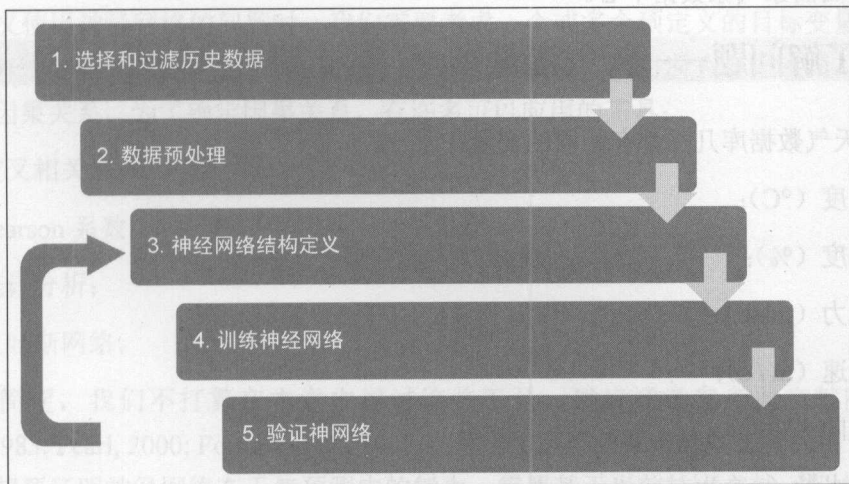 1. 选择和过滤历史数据
2. 数据预处理
3. 神经网络结构定义
4. 训练神经网络
5. 验证神网络